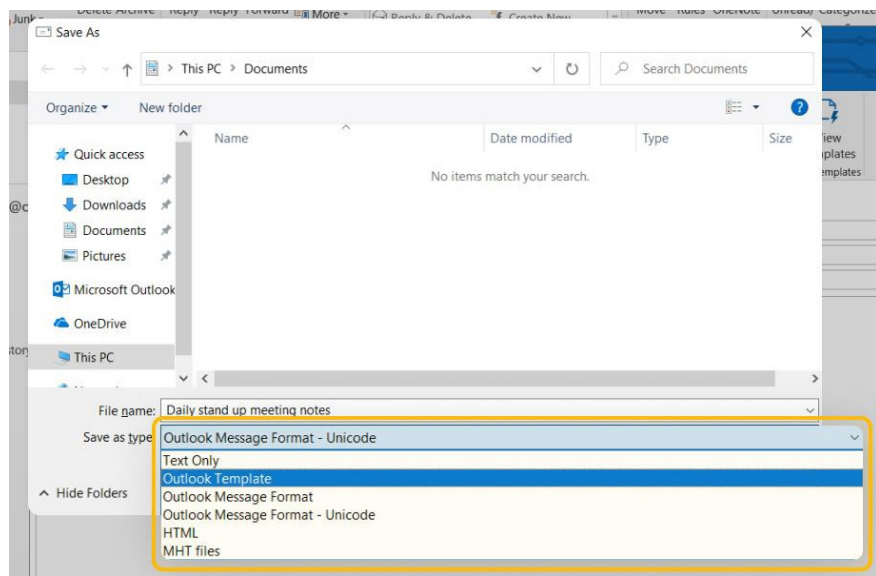 Delete Archive Reply Reply Forward More Reply & Delete Create New Move Rules OneNote Unread/ Categorize
Junk
Save As
This PC > Documents
Search Documents
Organize New folder
Name Date modified Type Size
View
Quick access
plates
Desktop
No items match your search.
emplates
Downloads
@c
Documents
Pictures
Microsoft Outlook
OneDrive
story
This PC
File name: Daily stand up meeting notes
Save as type: Outlook Message Format - Unicode
Text Only
Outlook Template
Hide Folders
Outlook Message Format
Outlook Message Format - Unicode
HTML
MHT files